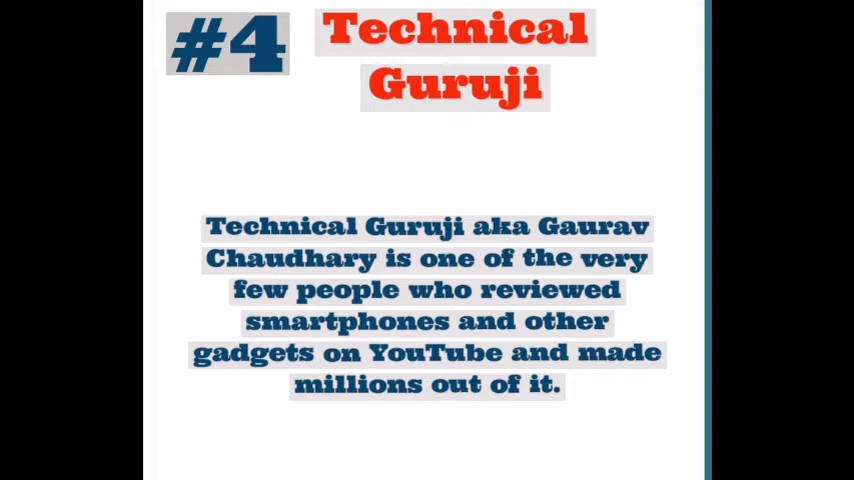 #4
Technical
Guruji
Technical Guruji aka Gaurav
Chaudhary is one of the very
few people who reviewed
smartphones and other
gadgets on YouTube and made
millions out of it.